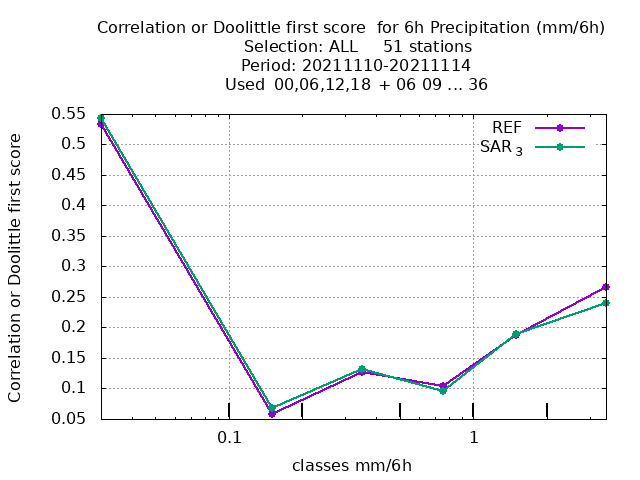 Correlation or Doolittle first score  for 6h Precipitation (mm/6h)
Selection: ALL     51 stations
Period: 20211110-20211114
Used  00,06,12,18  + 06 09 ... 36
REF
SAR 3
0.55
0.5
0.45
0.4
0.35
0.3
0.25
0.2
0.15
0.1
0.05
Correlation or Doolittle first score
0.1
1
classes mm/6h